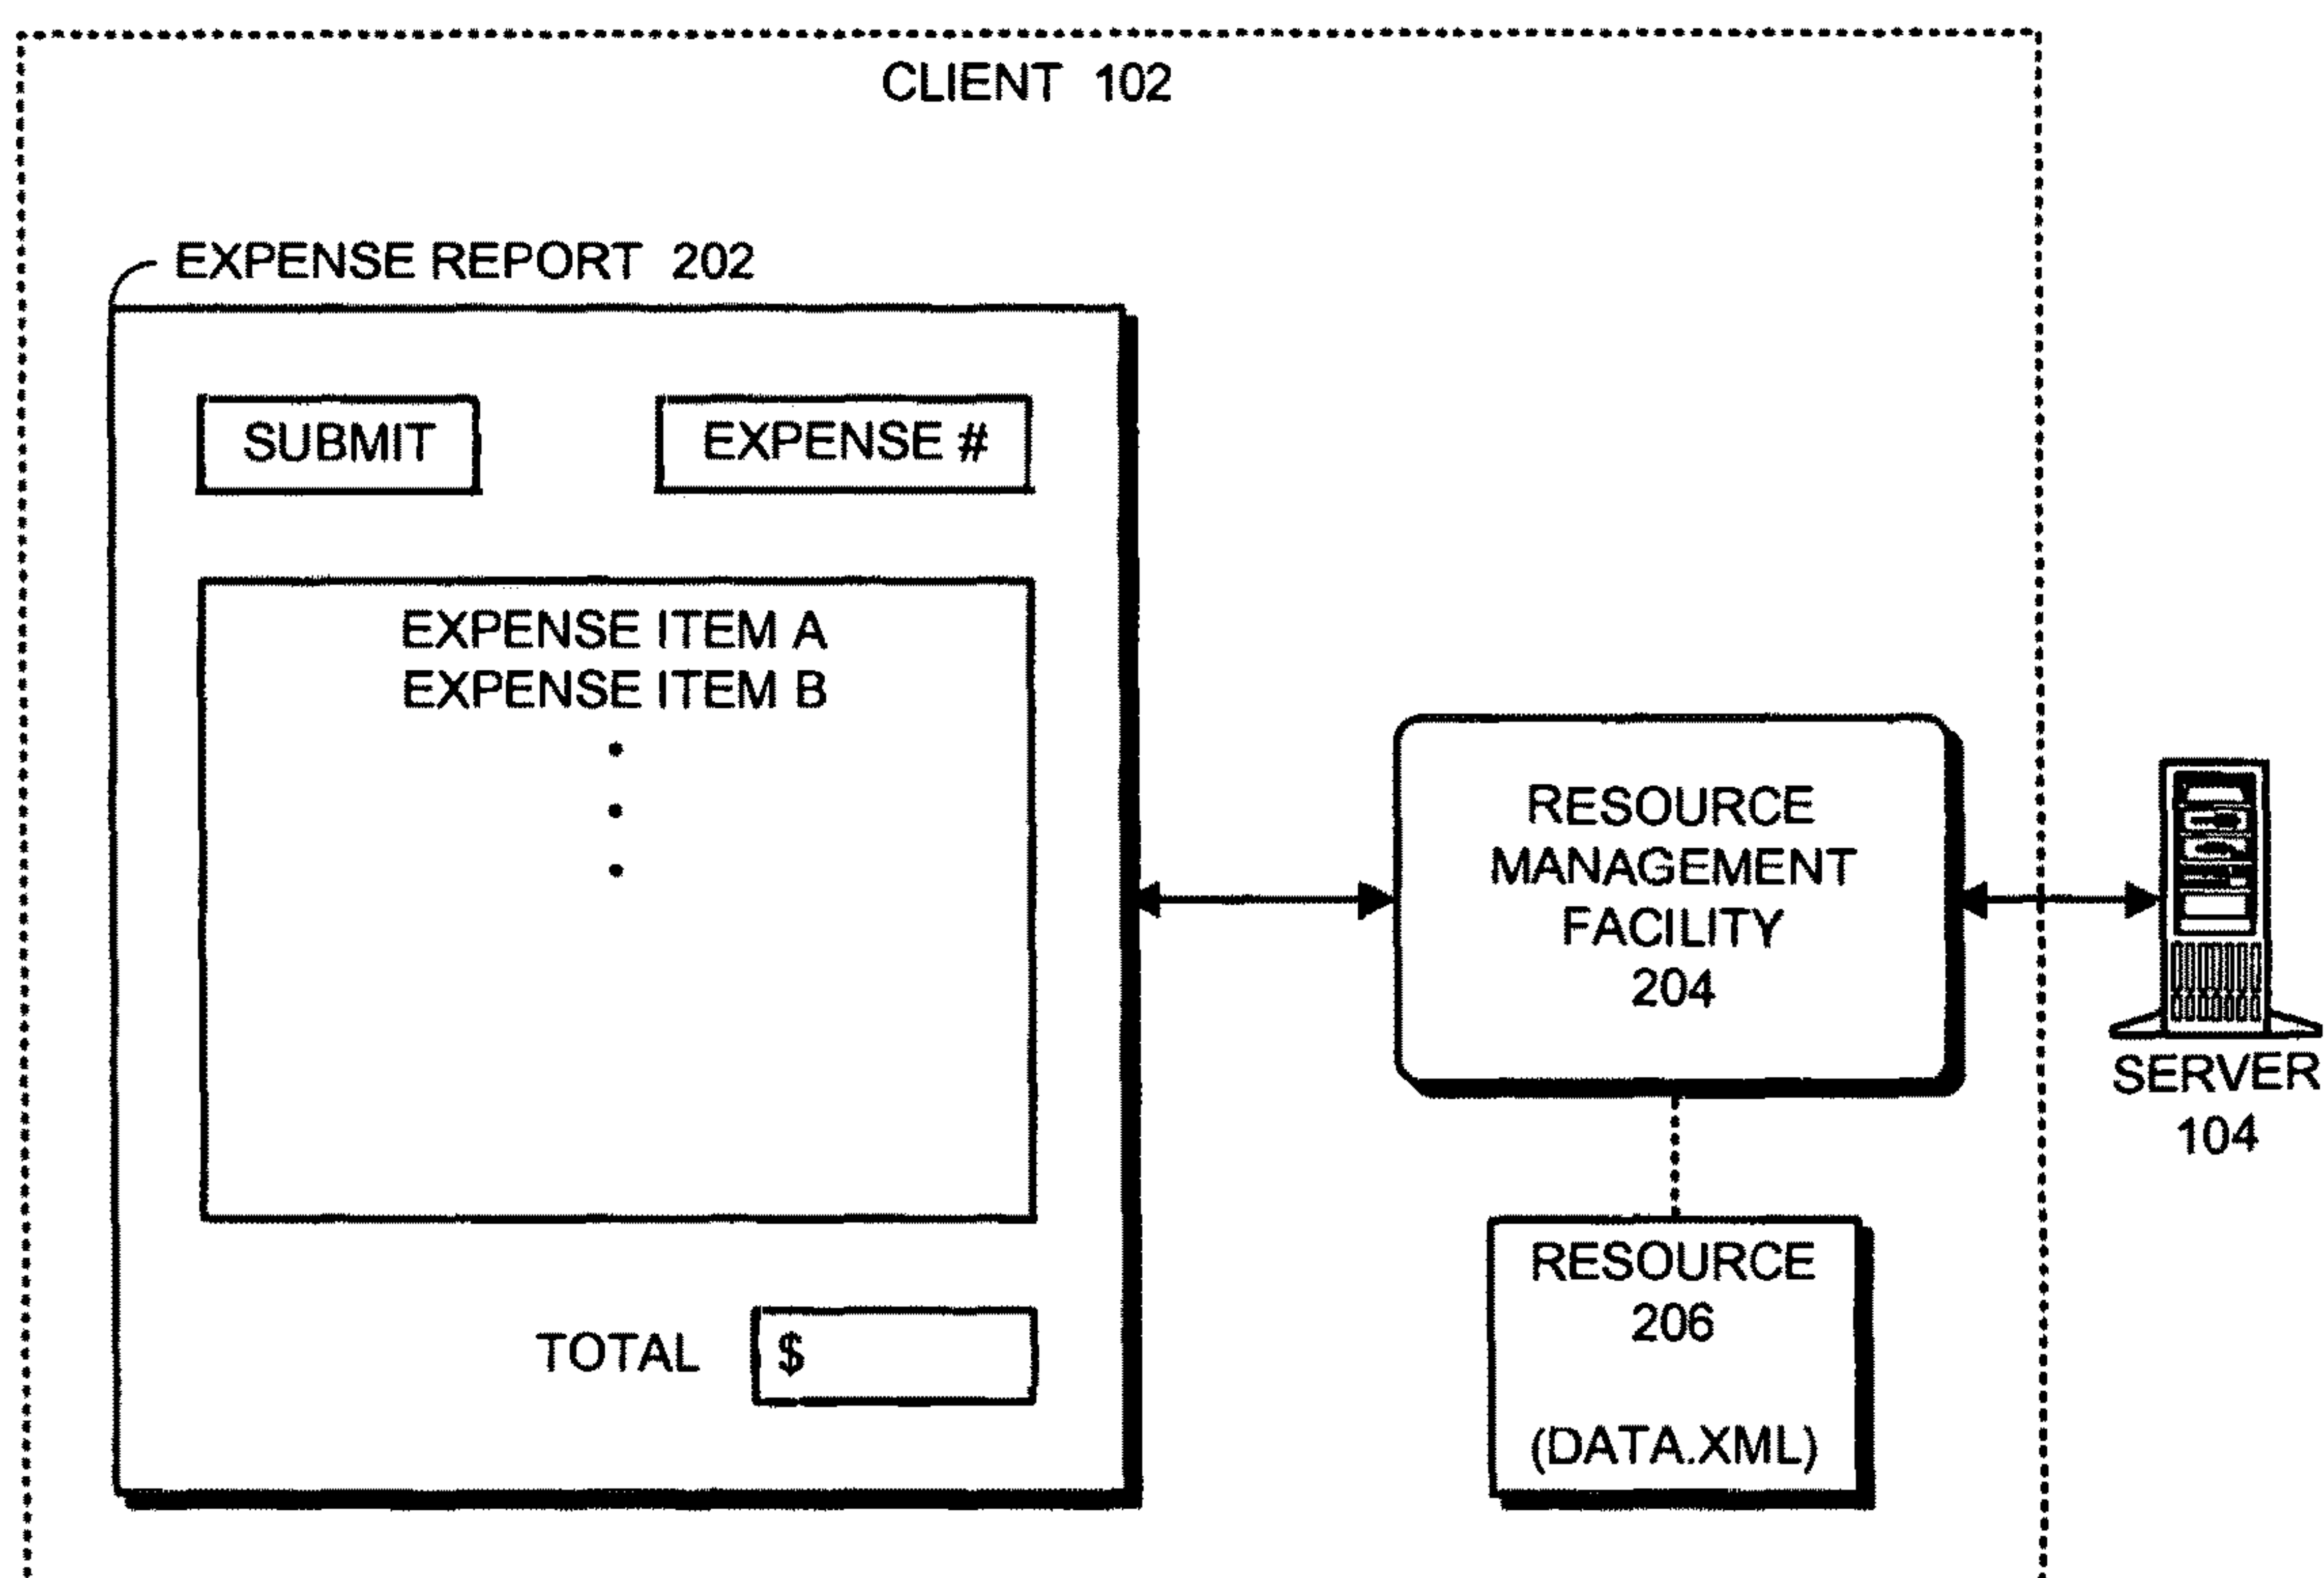 CLIENT 102
EXPENSE REPORT 202
SUBMIT
EXPENSE #
EXPENSE ITEM A
EXPENSE ITEM B
TOTAL
$
RESOURCE
MANAGEMENT
FACILITY
204
RESOURCE
206
(DATA.XML)
SERVER
104